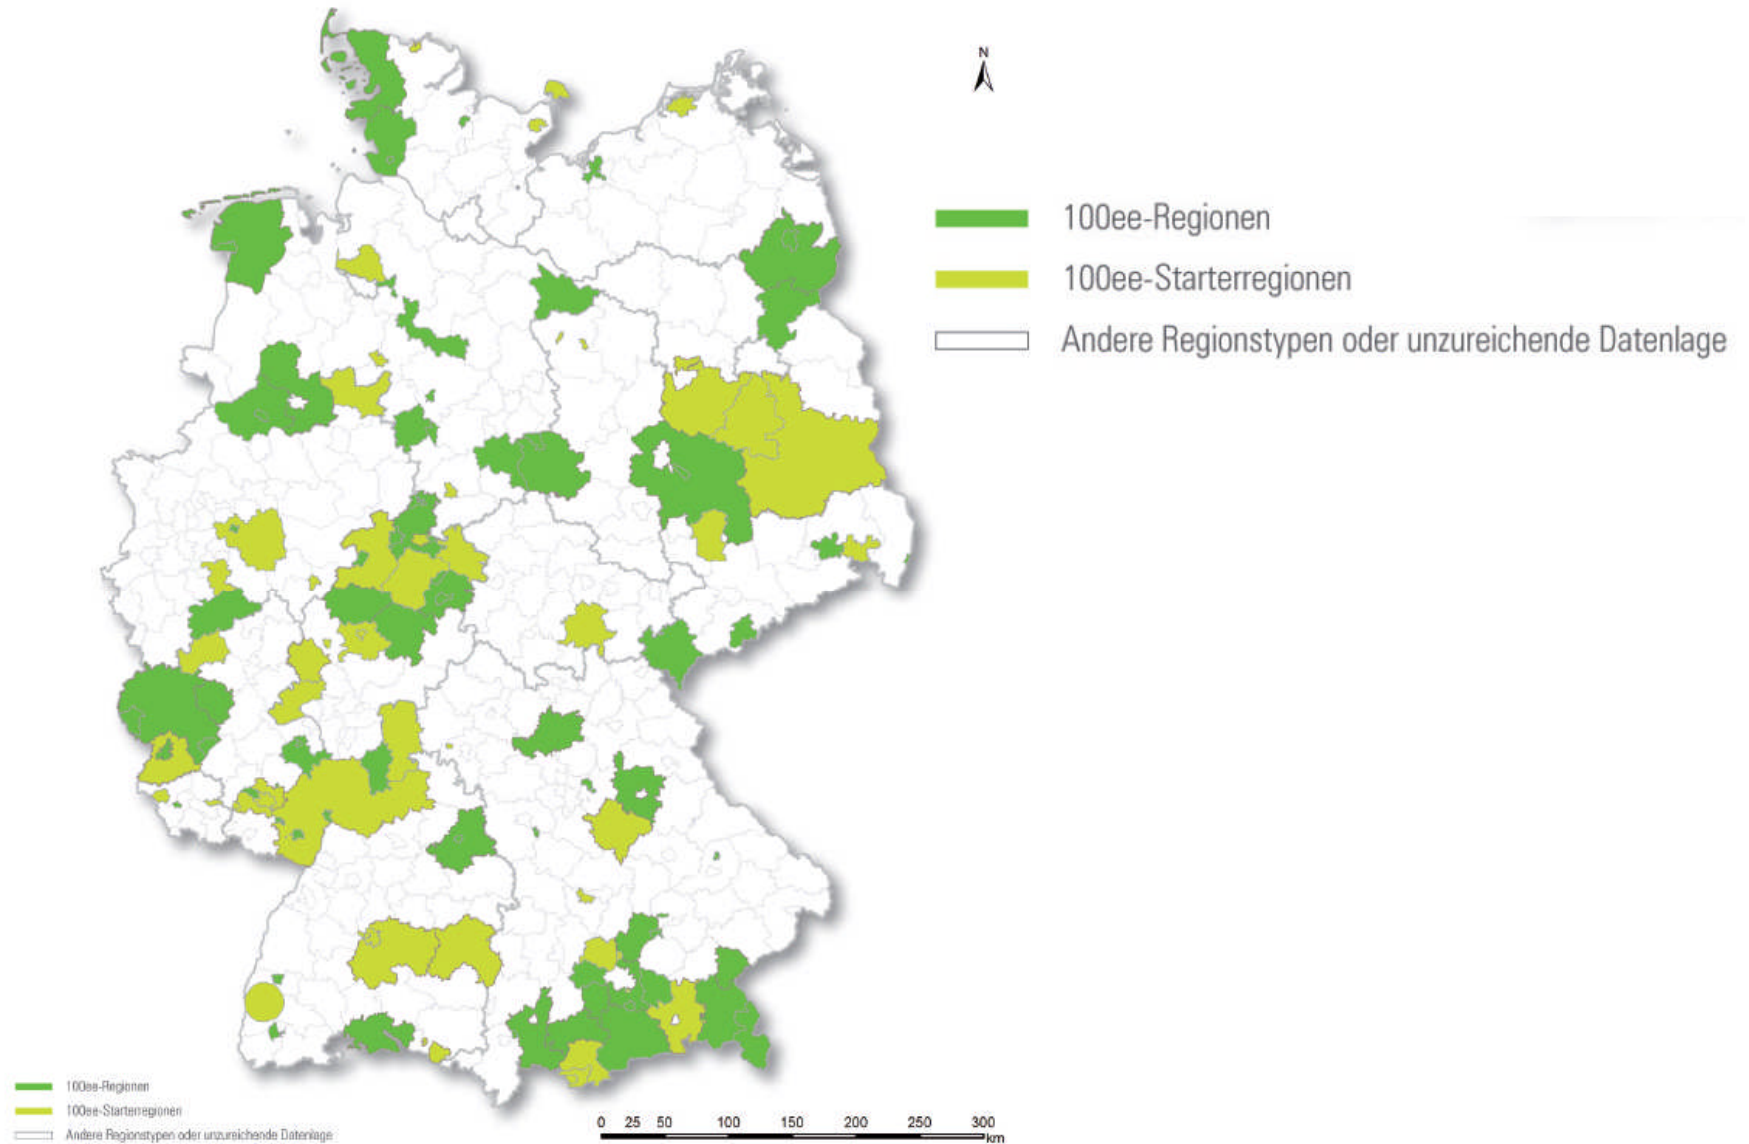 N
100ee-Regionen
100ee-Starterregionen
Andere Regionstypen oder unzureichende Datenlage
100ee-Regionen
100ee-Starterregionen
Andere Regionstypen oder unzureichende Datenlage
0 25 50 100 150 200 250 300
km